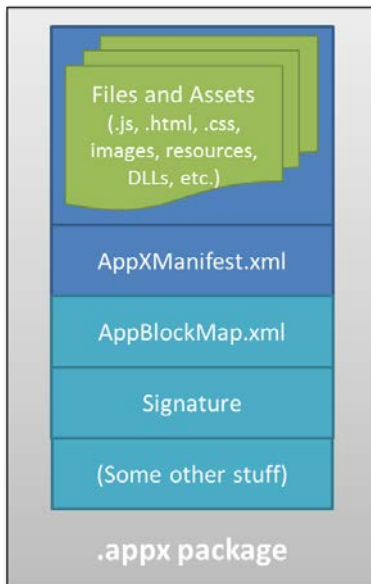 Files and Assets
(.js, .html, .css,
images, resources,
DLLs, etc.)
AppXManifest.xml
AppBlockMap.xml
Signature
(Some other stuff)
.appx package